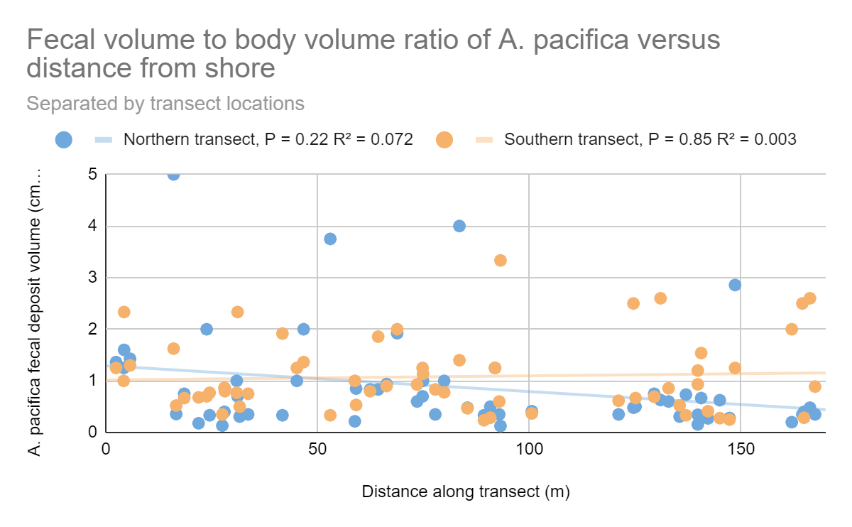 Fecal volume to body volume ratio of A. pacifica versus
distance from shore
Separated by transect locations
Northern transect, P = 0.22 R² = 0.072
Southern transect, P = 0.85 R² = 0.003
A. pacifica fecal deposit volume (cm…
5
4
3
2
1
0
0
50
100
150
Distance along transect (m)